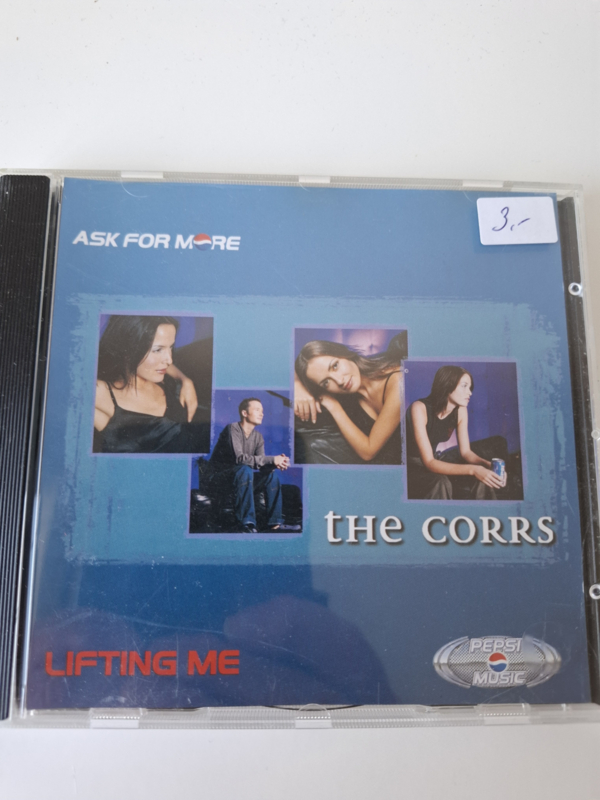 3,-
ASK FOR MORE
THE CORRS
LIFTING ME
PEPSI
MUSIC